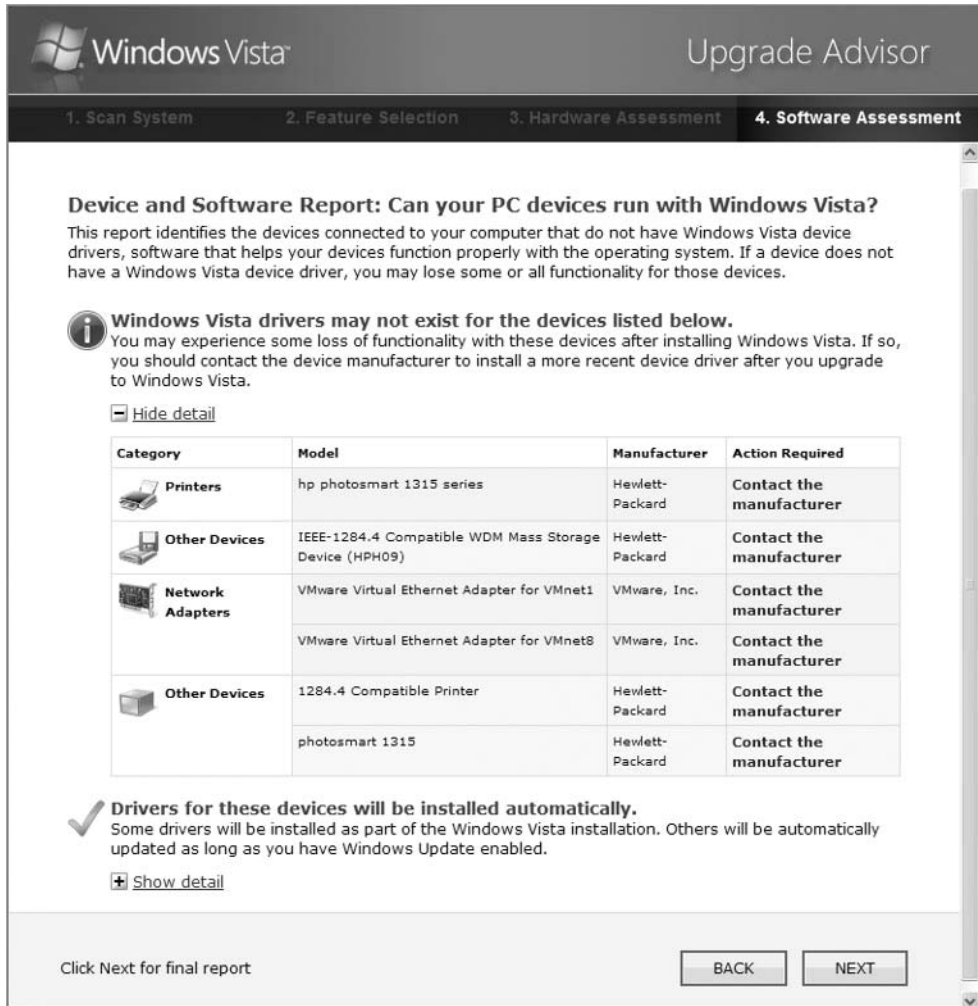 Windows Vista™
Upgrade Advisor
1. Scan System 2. Feature Selection 3. Hardware Assessment 4. Software Assessment
Device and Software Report: Can your PC devices run with Windows Vista?
This report identifies the devices connected to your computer that do not have Windows Vista device
drivers, software that helps your devices function properly with the operating system. If a device does not
have a Windows Vista device driver, you may lose some or all functionality for those devices.
Windows Vista drivers may not exist for the devices listed below.
You may experience some loss of functionality with these devices after installing Windows Vista. If so,
you should contact the device manufacturer to install a more recent device driver after you upgrade
to Windows Vista.
Hide detail
Category Model Manufacturer Action Required
Printers hp photosmart 1315 series Hewlett- Contact the
Packard manufacturer
Other Devices IEEE-1284.4 Compatible WDM Mass Storage Hewlett- Contact the
Device (HPH09) Packard manufacturer
Network VMware Virtual Ethernet Adapter for VMnet1 VMware, Inc. Contact the
Adapters manufacturer
VMware Virtual Ethernet Adapter for VMnet8 VMware, Inc. Contact the
manufacturer
Other Devices 1284.4 Compatible Printer Hewlett- Contact the
Packard manufacturer
photosmart 1315 Hewlett- Contact the
Packard manufacturer
Drivers for these devices will be installed automatically.
Some drivers will be installed as part of the Windows Vista installation. Others will be automatically
updated as long as you have Windows Update enabled.
Show detail
Click Next for final report BACK NEXT